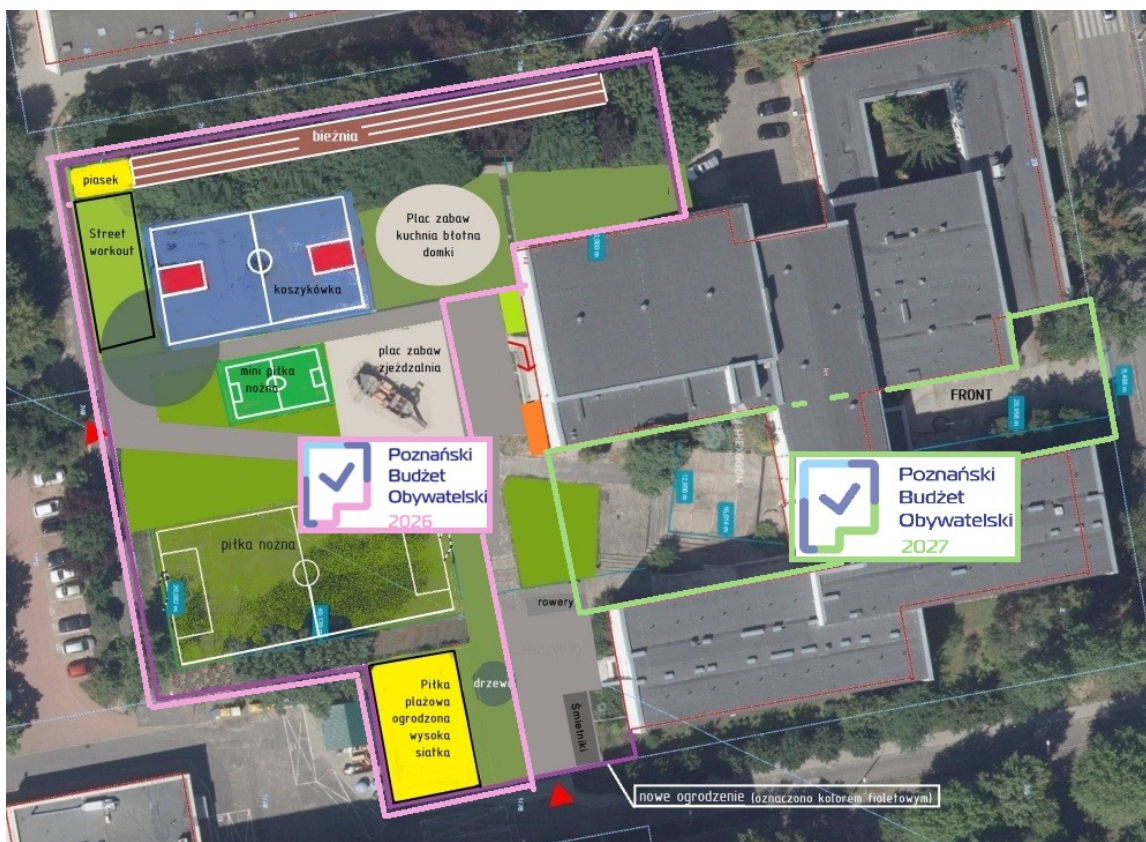 bieżnia
piasek
Street
workout
Plac zabaw
kuchnia błotna
domki
koszykówka
plac zabaw
zjeżdzalnia
mini piłka
nożna
FRONT
Poznański
Budżet
Obywatelski
2026
Poznański
Budżet
Obywatelski
2027
piłka nożna
rowery
drzewo
Piłka
plażowa
ogrodzona
wysoką
siatką
Śmietniki
nowe ogrodzenie (oznaczono kolorem fioletowym)